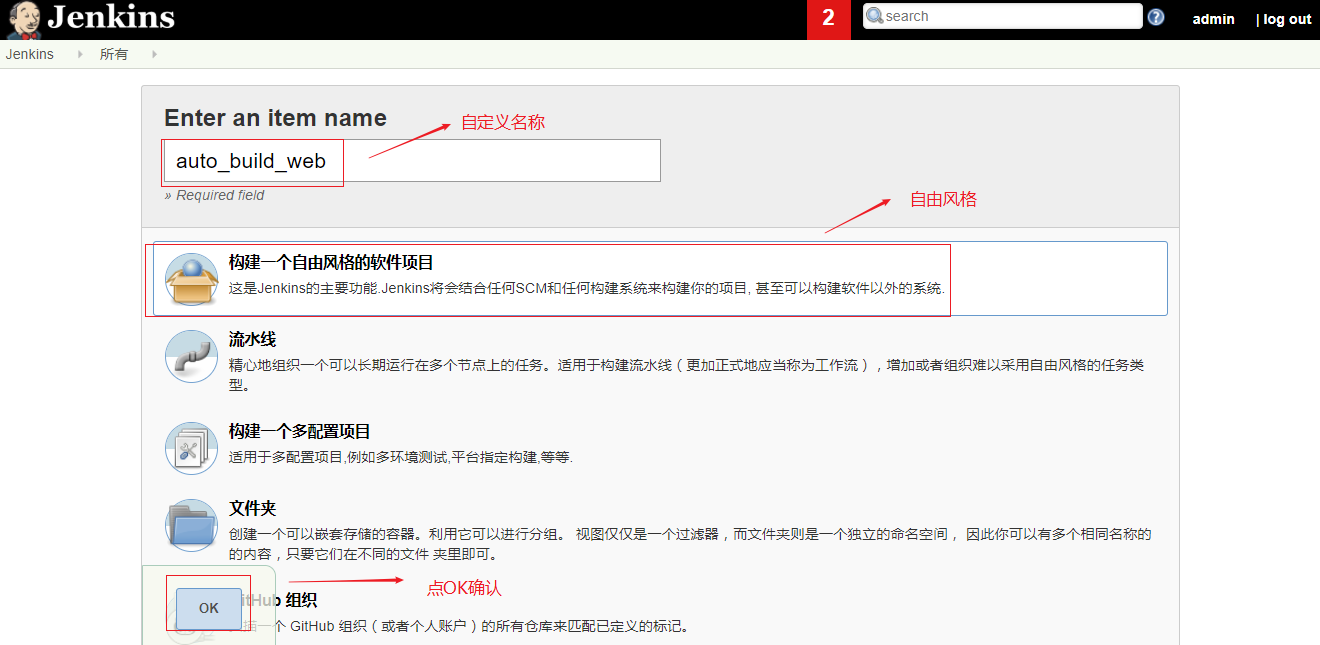 Jenkins
2
search
?
admin
| log out
Jenkins
所有
Enter an item name
自定义名称
auto_build_web
» Required field
自由风格
构建一个自由风格的软件项目
这是Jenkins的主要功能.Jenkins将会结合任何SCM和任何构建系统来构建你的项目, 甚至可以构建软件以外的系统.
流水线
精心地组织一个可以长期运行在多个节点上的任务。适用于构建流水线（更加正式地应当称为工作流），增加或者组织难以采用自由风格的任务类
型。
构建一个多配置项目
适用于多配置项目,例如多环境测试,平台指定构建,等等.
文件夹
创建一个可以嵌套存储的容器。利用它可以进行分组。 视图仅仅是一个过滤器，而文件夹则是一个独立的命名空间， 因此你可以有多个相同名称的
的内容，只要它们在不同的文件 夹里即可。
点OK确认
OK
itHub 组织
描一个 GitHub 组织（或者个人账户）的所有仓库来匹配已定义的标记。